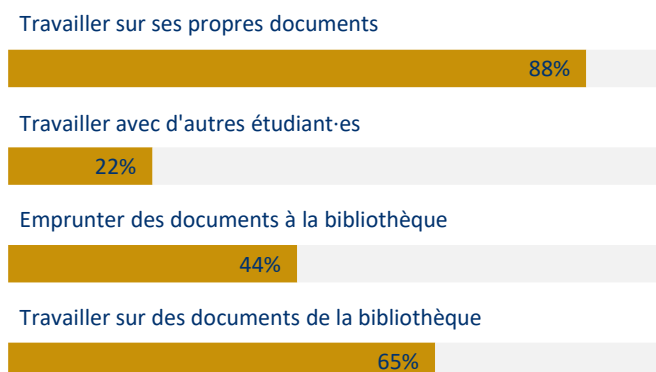 Travailler sur ses propres documents
88%
Travailler avec d'autres étudiant·es
22%
Emprunter des documents à la bibliothèque
44%
Travailler sur des documents de la bibliothèque
65%